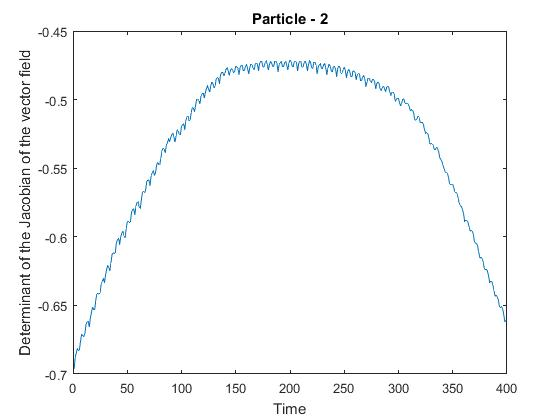 Particle - 2
Determinant of the Jacobian of the vector field
-0.45
-0.5
-0.55
-0.6
-0.65
-0.7
0 50 100 150 200 250 300 350 400
Time